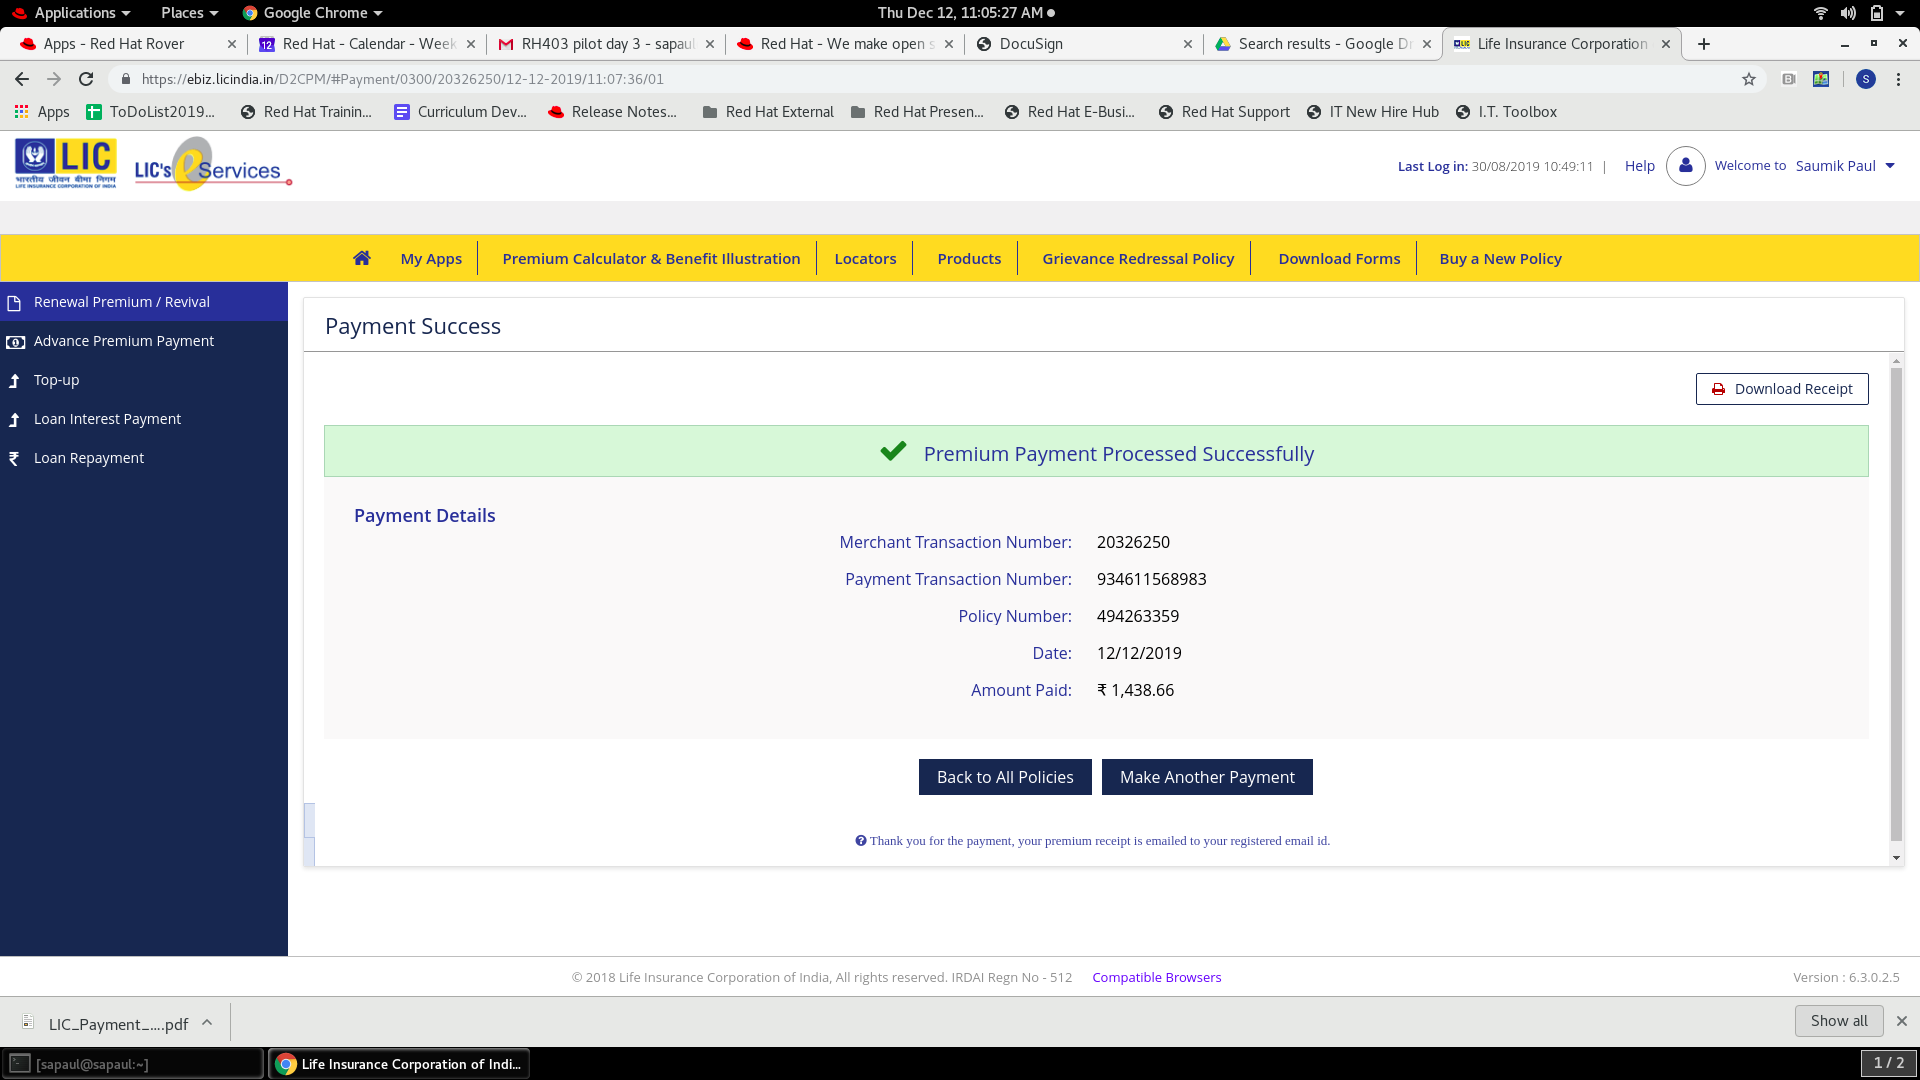 Applications Places Google Chrome Thu Dec 12, 11:05:27 AM
Apps - Red Hat Rover Red Hat - Calendar - Week RH403 pilot day 3 - sapaul Red Hat - We make open s DocuSign Search results - Google Dr Life Insurance Corporation
https://ebiz.licindia.in/D2CPM/#Payment/0300/20326250/12-12-2019/11:07:36/01 S
Apps ToDoList2019... Red Hat Trainin... Curriculum Dev... Release Notes... Red Hat External Red Hat Presen... Red Hat E-Busi... Red Hat Support IT New Hire Hub I.T. Toolbox
LIC
भारतीय जीवन बीमा निगम
LIFE INSURANCE CORPORATION OF INDIA
LIC's eServices
Last Log in: 30/08/2019 10:49:11 | Help Welcome to Saumik Paul
My Apps Premium Calculator & Benefit Illustration Locators Products Grievance Redressal Policy Download Forms Buy a New Policy
Renewal Premium / Revival
Advance Premium Payment
Top-up
Loan Interest Payment
₹ Loan Repayment
Payment Success
Download Receipt
Premium Payment Processed Successfully
Payment Details
Merchant Transaction Number: 20326250
Payment Transaction Number: 934611568983
Policy Number: 494263359
Date: 12/12/2019
Amount Paid: ₹ 1,438.66
Back to All Policies Make Another Payment
Thank you for the payment, your premium receipt is emailed to your registered email id.
© 2018 Life Insurance Corporation of India, All rights reserved. IRDAI Regn No - 512 Compatible Browsers Version : 6.3.0.2.5
LIC_Payment_....pdf Show all
[sapaul@sapaul:~] Life Insurance Corporation of Indi... 1 / 2